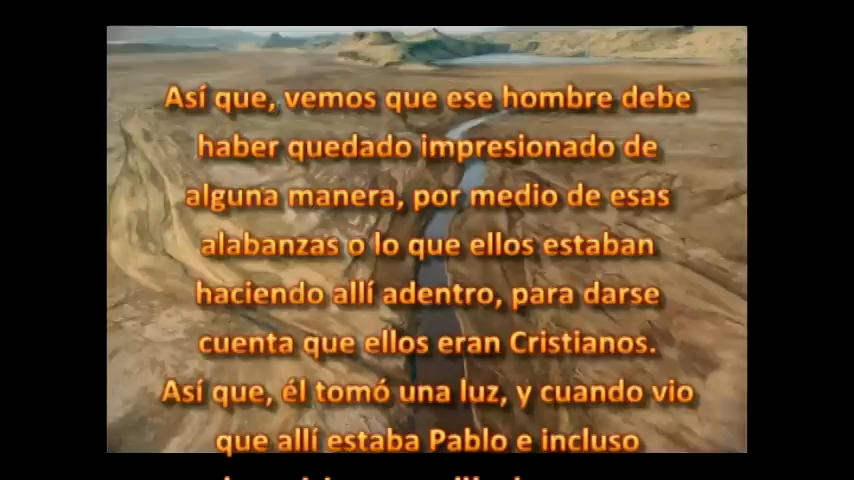 Así que, vemos que ese hombre debe
haber quedado impresionado de
alguna manera, por medio de esas
alabanzas o lo que ellos estaban
haciendo allí adentro, para darse
cuenta que ellos eran Cristianos.
Así que, él tomó una luz, y cuando vio
que allí estaba Pablo e incluso